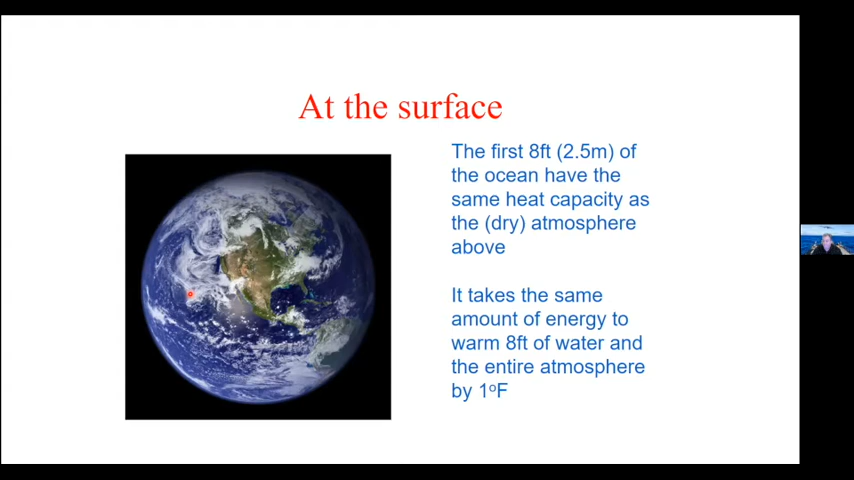 At the surface
The first 8ft (2.5m) of
the ocean have the
same heat capacity as
the (dry) atmosphere
above
It takes the same
amount of energy to
warm 8ft of water and
the entire atmosphere
by 1ºF